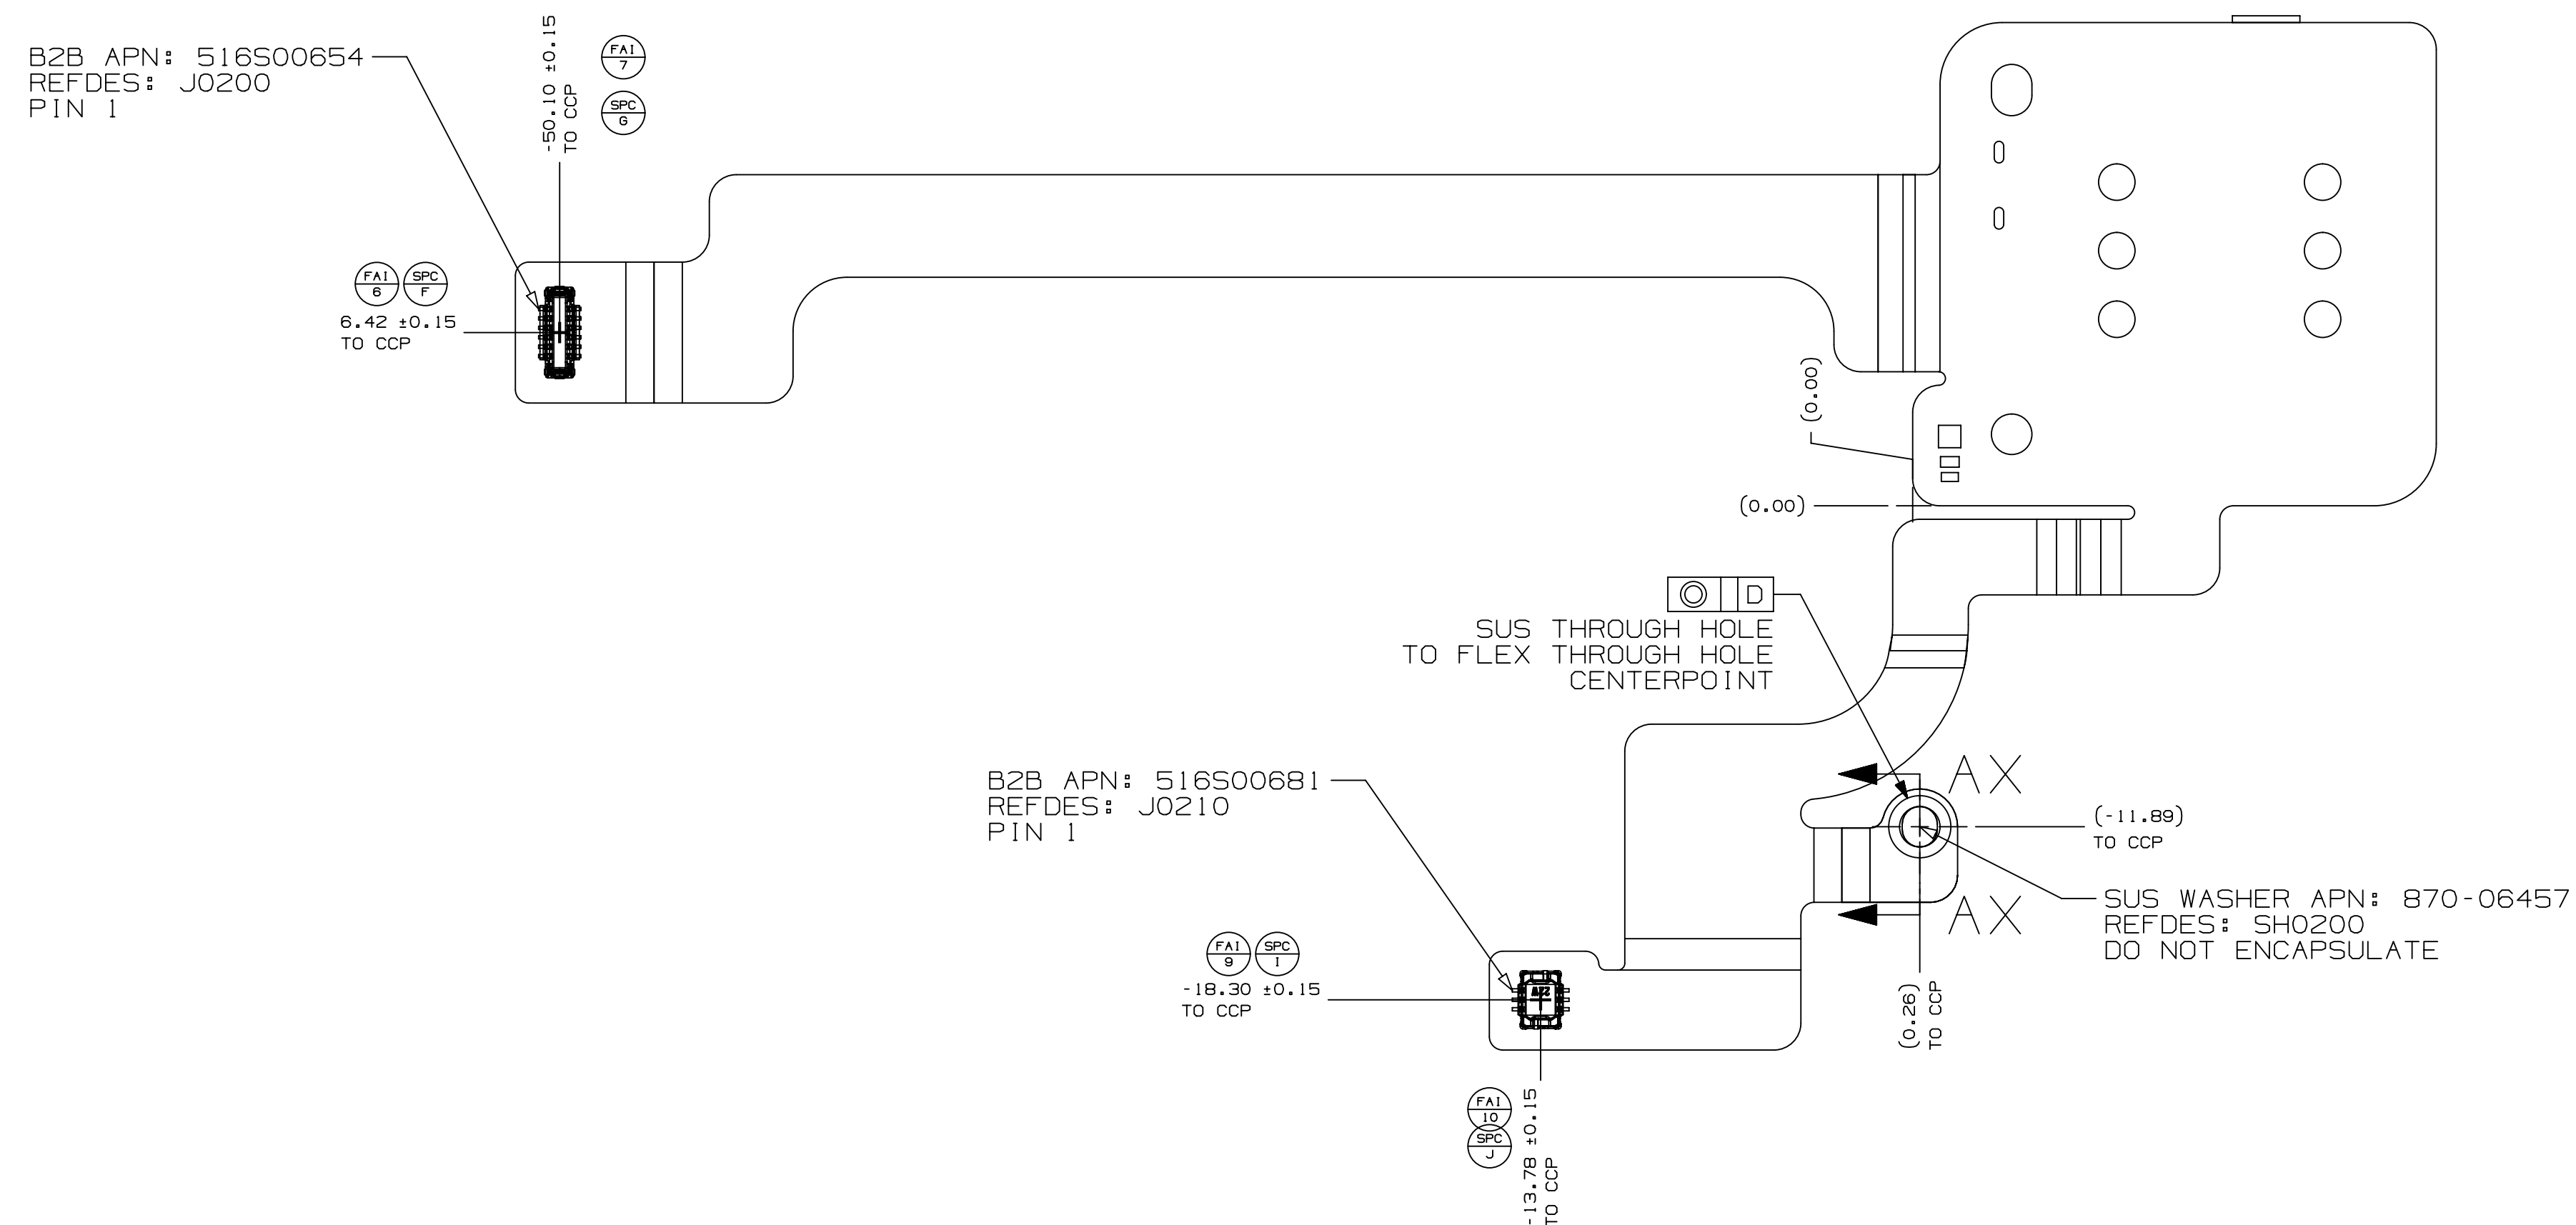 B2B APN: 516S00654
REFDES: J0200
PIN 1
-50.10 ±0.15
TO CCP
FAI
7
SPC
G
FAI
6
SPC
F
6.42 ±0.15
TO CCP
(0.00)
(0.00)
D
SUS THROUGH HOLE
TO FLEX THROUGH HOLE
CENTERPOINT
B2B APN: 516S00681
REFDES: J0210
PIN 1
AX
(-11.89)
TO CCP
AX
SUS WASHER APN: 870-06457
REFDES: SH0200
DO NOT ENCAPSULATE
FAI
9
SPC
I
-18.30 ±0.15
TO CCP
(0.26)
TO CCP
FAI
10
SPC
J
-13.78 ±0.15
TO CCP